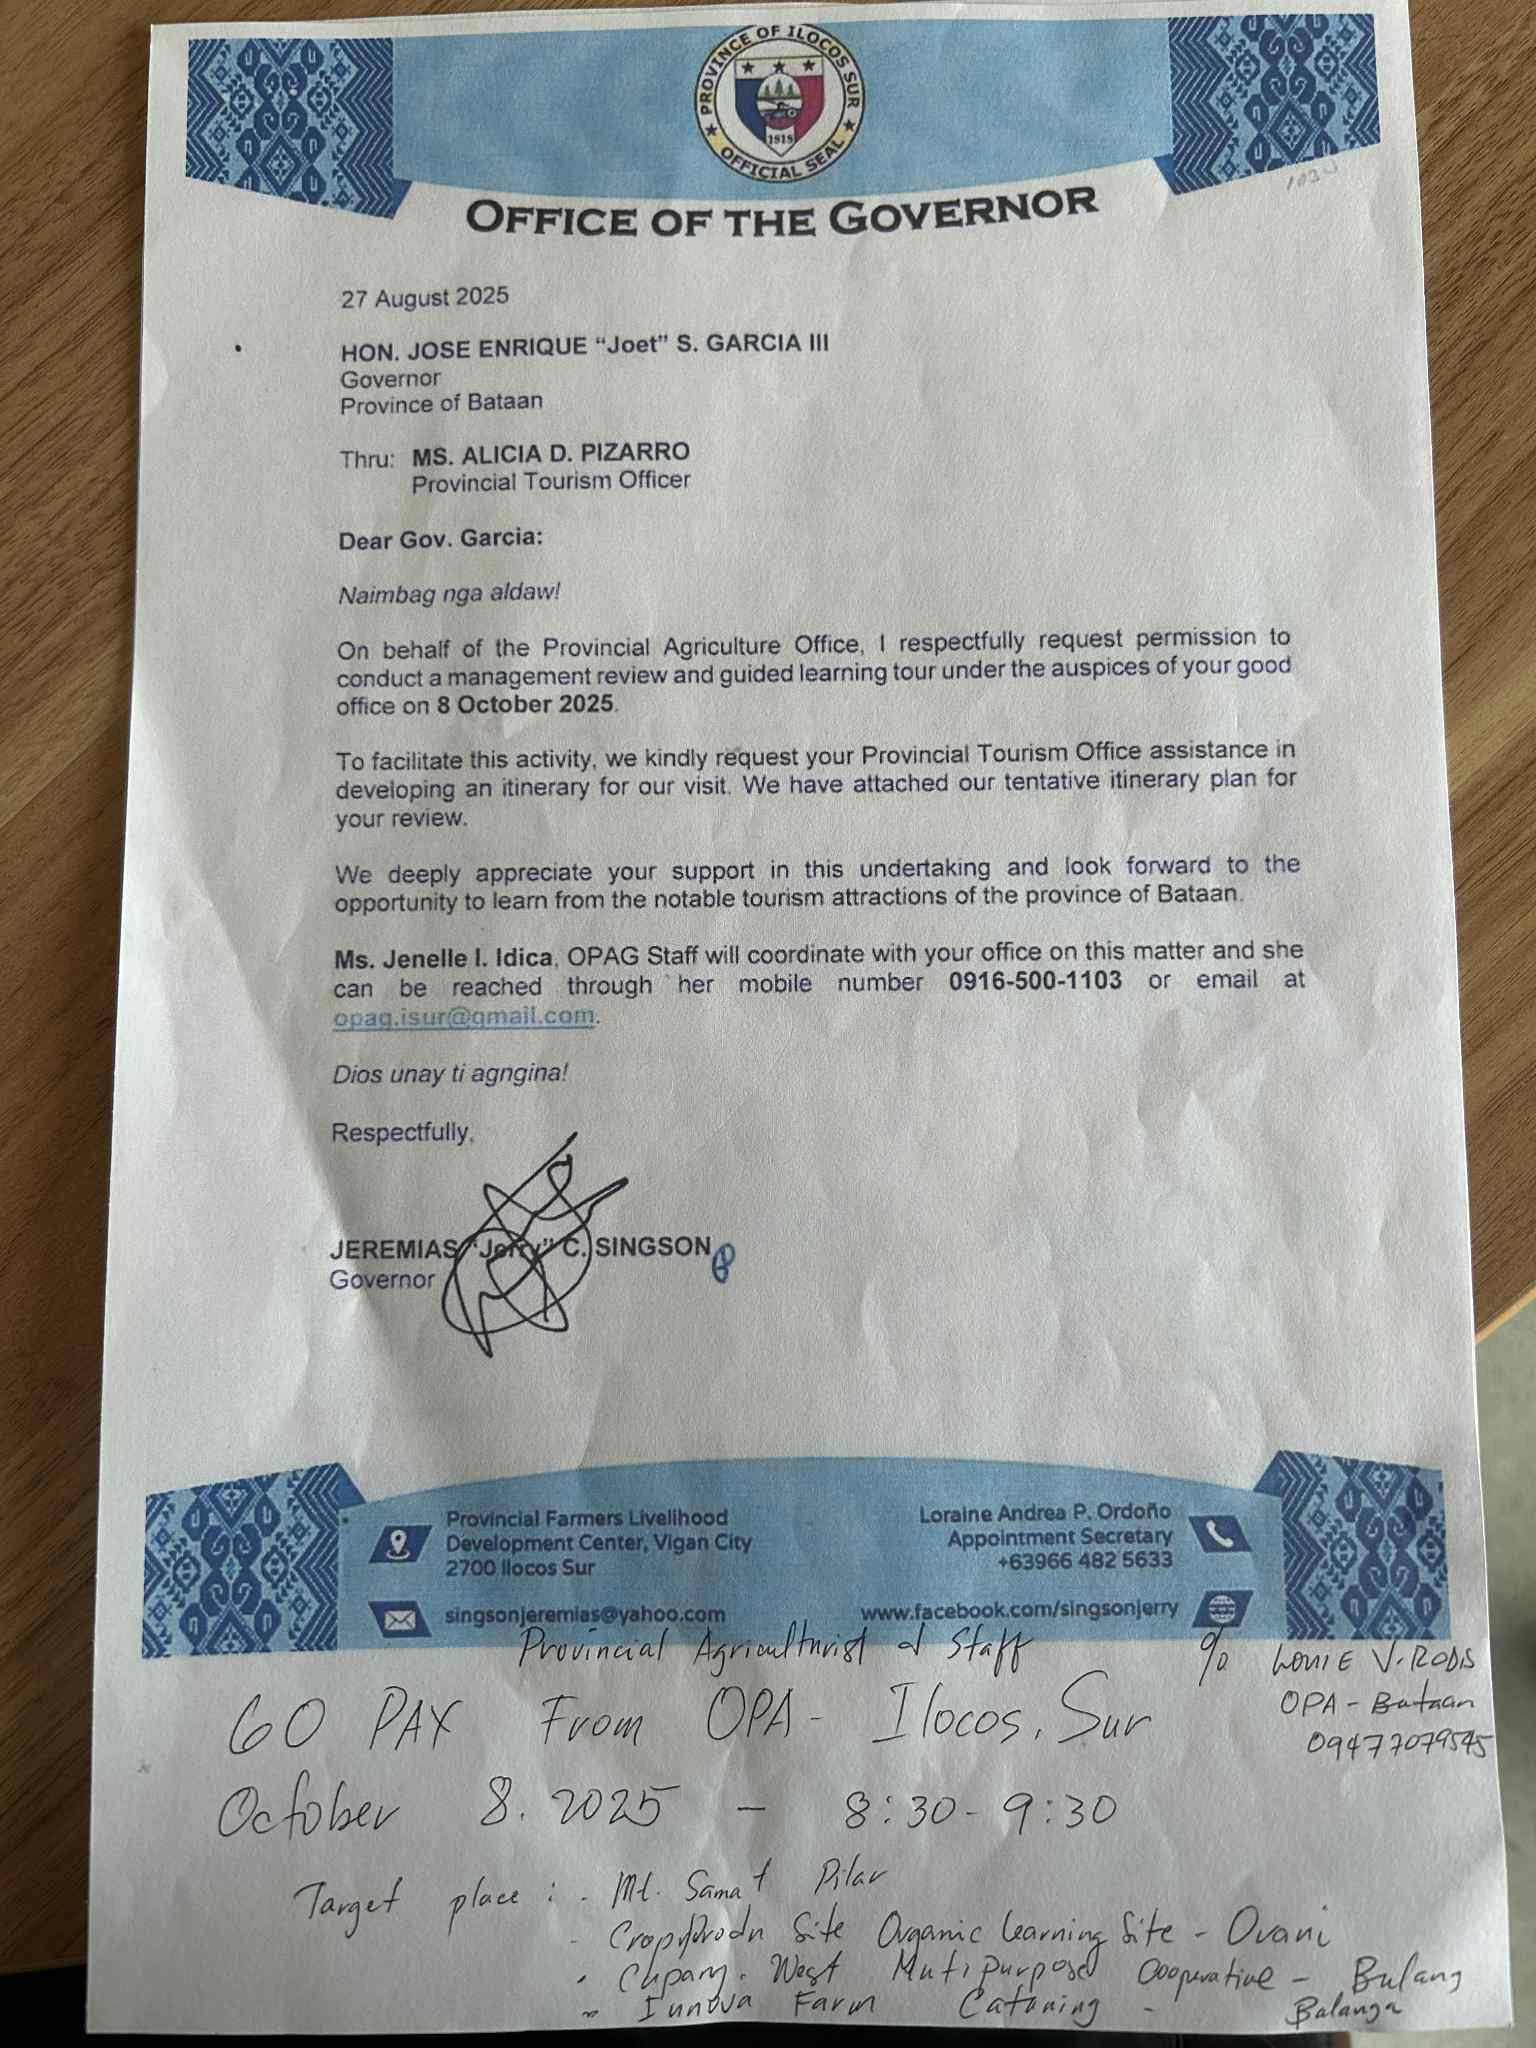 PROVINCE OF ILOCOS SUR
1818
OFFICIAL SEAL
OFFICE OF THE GOVERNOR
27 August 2025
HON. JOSE ENRIQUE “Joet” S. GARCIA III
Governor
Province of Bataan
Thru: MS. ALICIA D. PIZARRO
Provincial Tourism Officer
Dear Gov. Garcia:
Naimbag nga aldaw!
On behalf of the Provincial Agriculture Office, I respectfully request permission to
conduct a management review and guided learning tour under the auspices of your good
office on 8 October 2025.
To facilitate this activity, we kindly request your Provincial Tourism Office assistance in
developing an itinerary for our visit. We have attached our tentative itinerary plan for
your review.
We deeply appreciate your support in this undertaking and look forward to the
opportunity to learn from the notable tourism attractions of the province of Bataan.
Ms. Jenelle I. Idica, OPAG Staff will coordinate with your office on this matter and she
can be reached through her mobile number 0916-500-1103 or email at
opag.isur@gmail.com.
Dios unay ti agngina!
Respectfully,
JEREMIAS “Jerry” C. SINGSON
Governor
Provincial Farmers Livelihood
Development Center, Vigan City
2700 Ilocos Sur
singsonjeremias@yahoo.com
Loraine Andrea P. Ordoño
Appointment Secretary
+63966 482 5633
www.facebook.com/singsonjerry
Provincial Agriculturist & Staff
60 PAX From OPA - Ilocos, Sur
October 8. 2025 - 8:30 - 9:30
% LOUIE V. RODIS
OPA - Bataan
09477079545
Target place : - Mt. Samat Pilar
- Site Organic Learning Site - Orani
- West MutiPurpose Cooperative -
- Innova Farm - Balanga